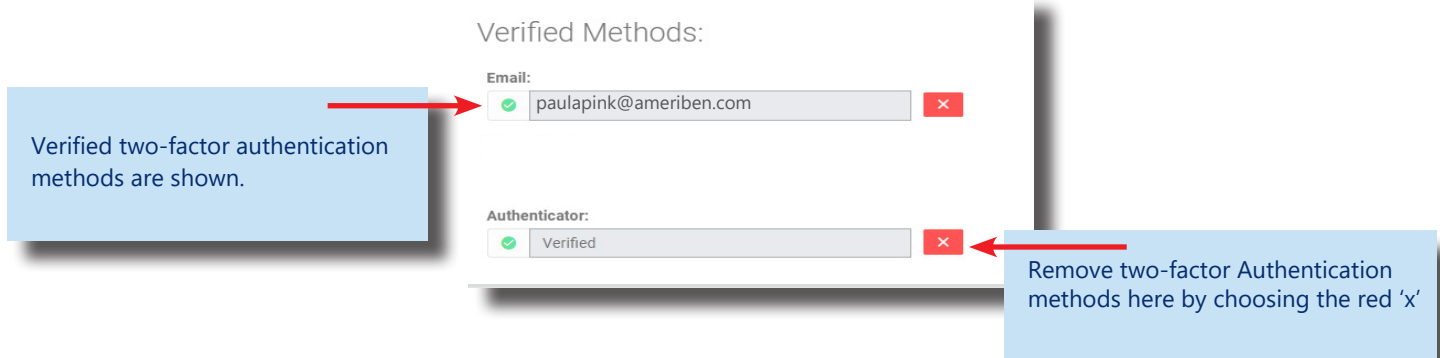 Verified Methods:
Email:
paulapink@ameriben.com
Verified two-factor authentication
methods are shown.
Authenticator:
Verified
Remove two-factor Authentication
methods here by choosing the red ‘x’